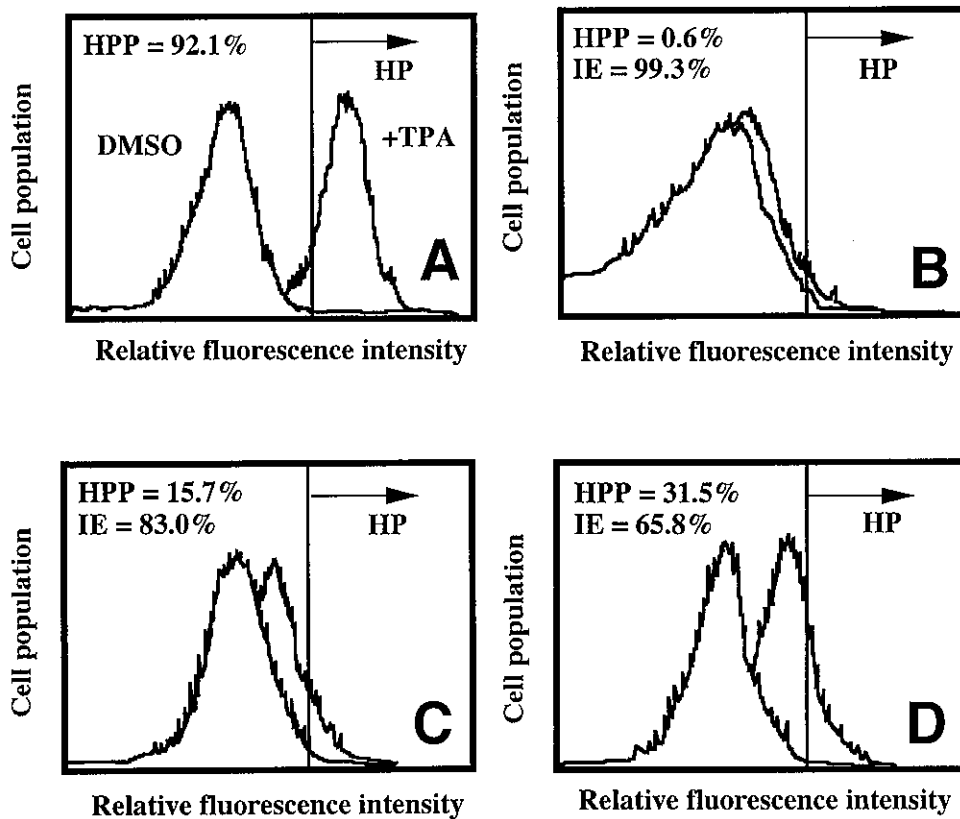 HPP = 92.1%
HP
DMSO
+TPA
A
Cell population
Relative fluorescence intensity
HPP = 0.6%
IE = 99.3%
HP
B
Cell population
Relative fluorescence intensity
HPP = 15.7%
IE = 83.0%
HP
C
Cell population
Relative fluorescence intensity
HPP = 31.5%
IE = 65.8%
HP
D
Cell population
Relative fluorescence intensity